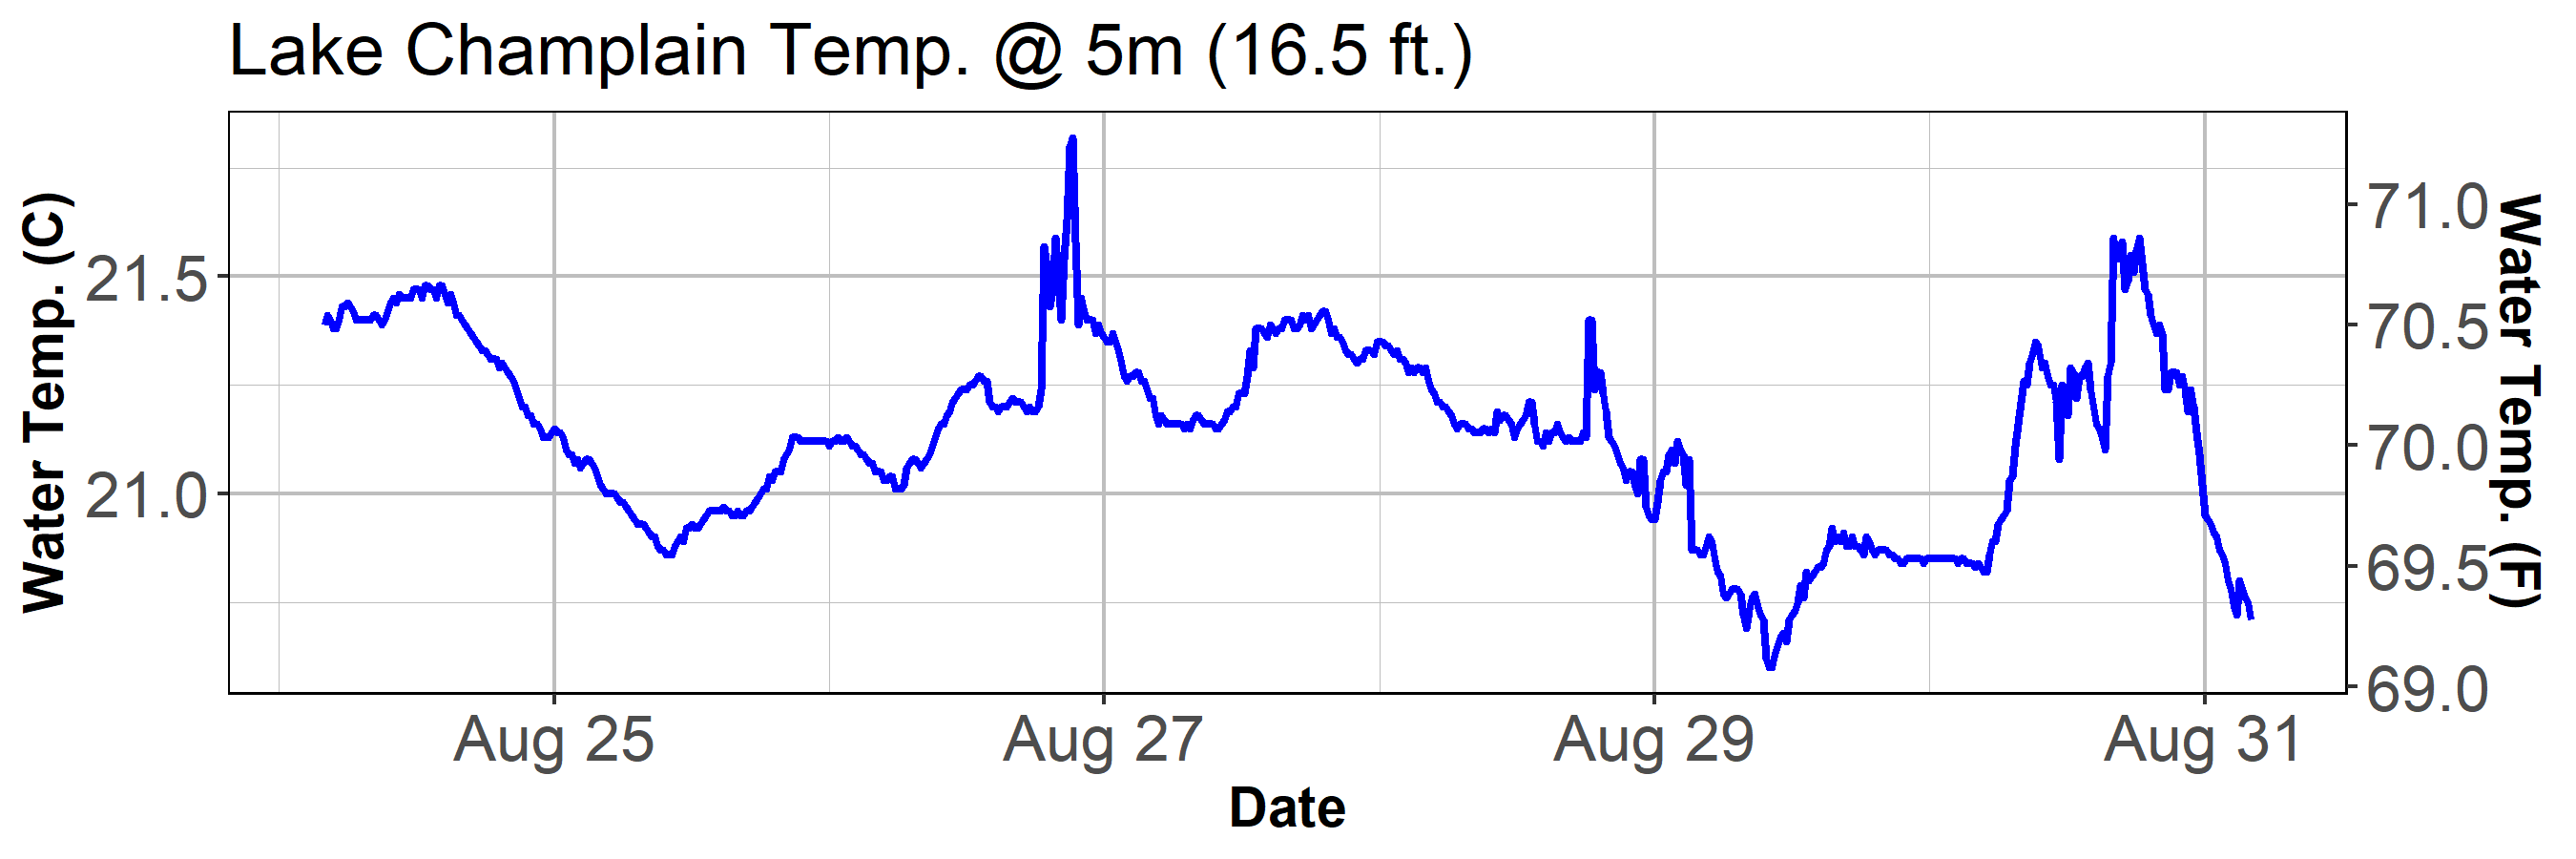 Lake Champlain Temp. @ 5m (16.5 ft.)
Water Temp. (C)
21.5
21.0
71.0
70.5
70.0
69.5
69.0
Water Temp. (F)
Aug 25
Aug 27
Aug 29
Aug 31
Date